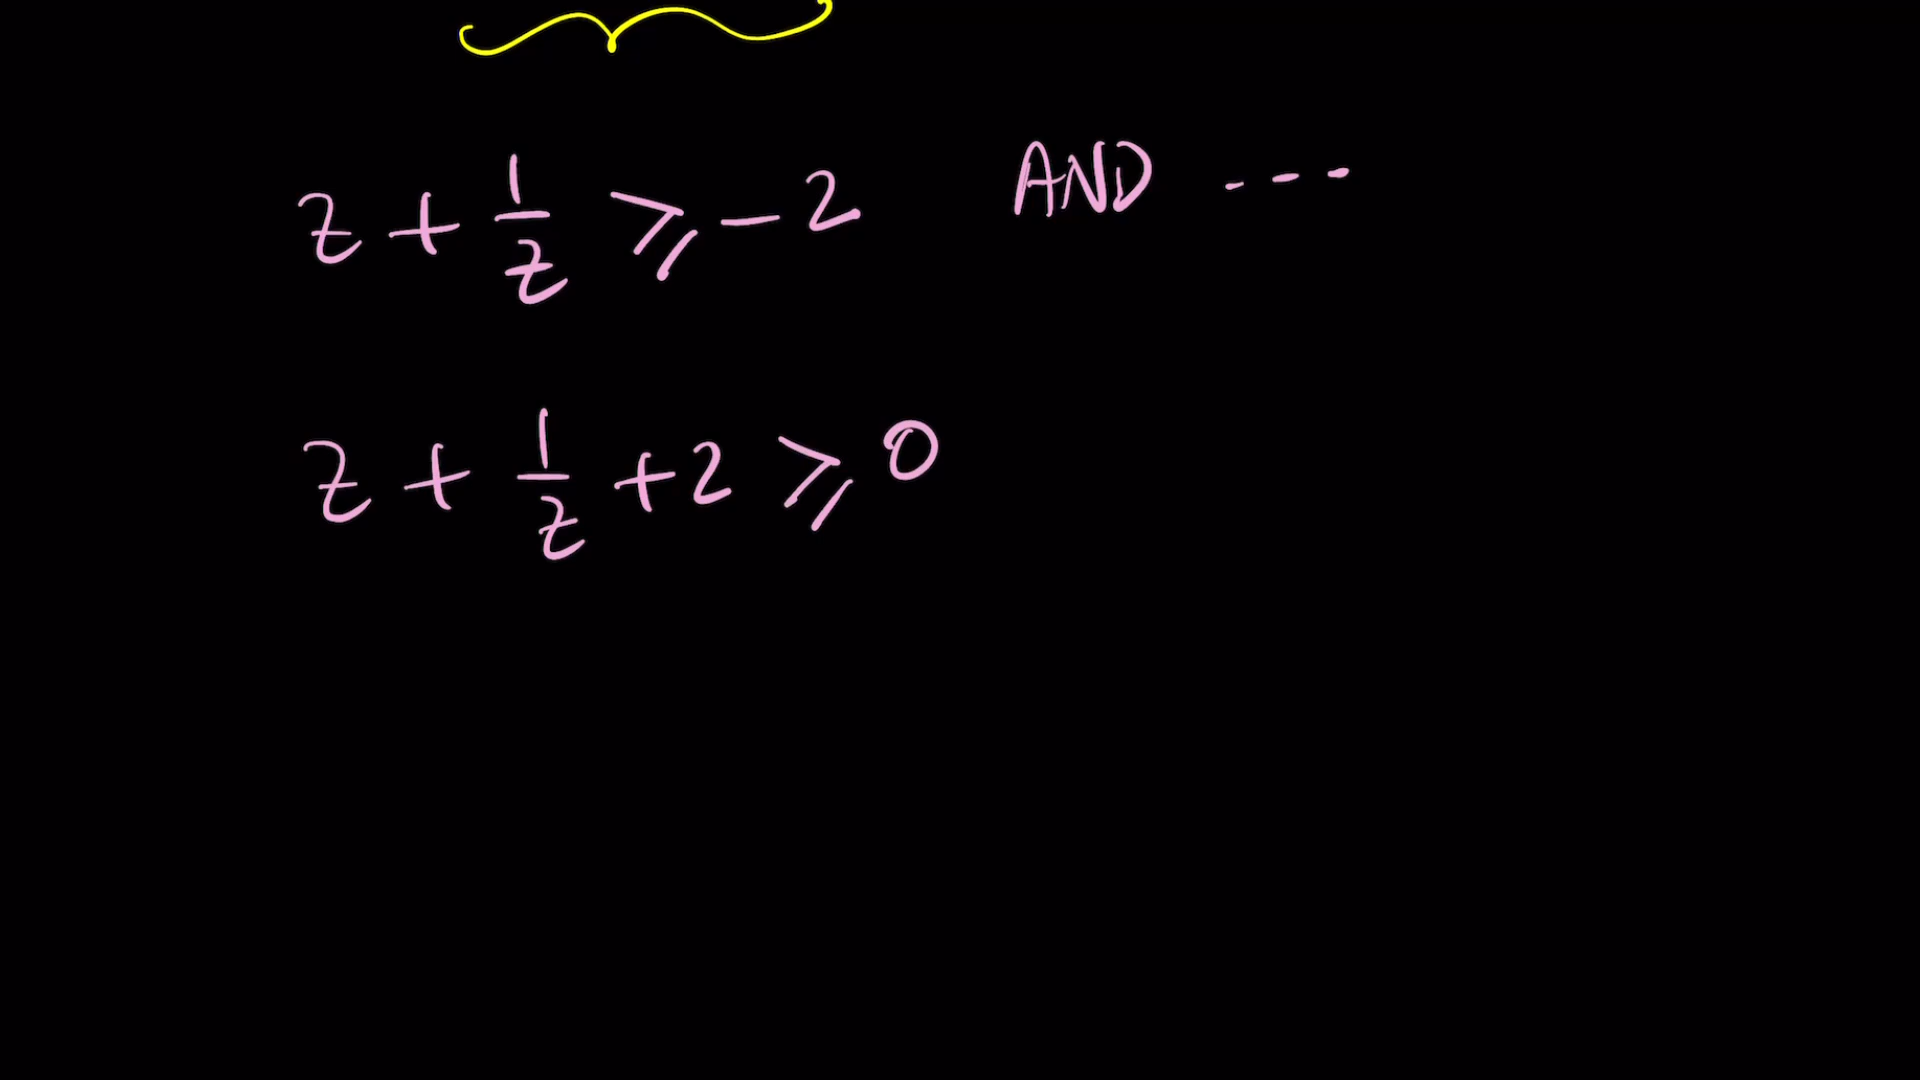 z + 1/z ⩾ -2 AND ---
z + 1/z + 2 ⩾ 0